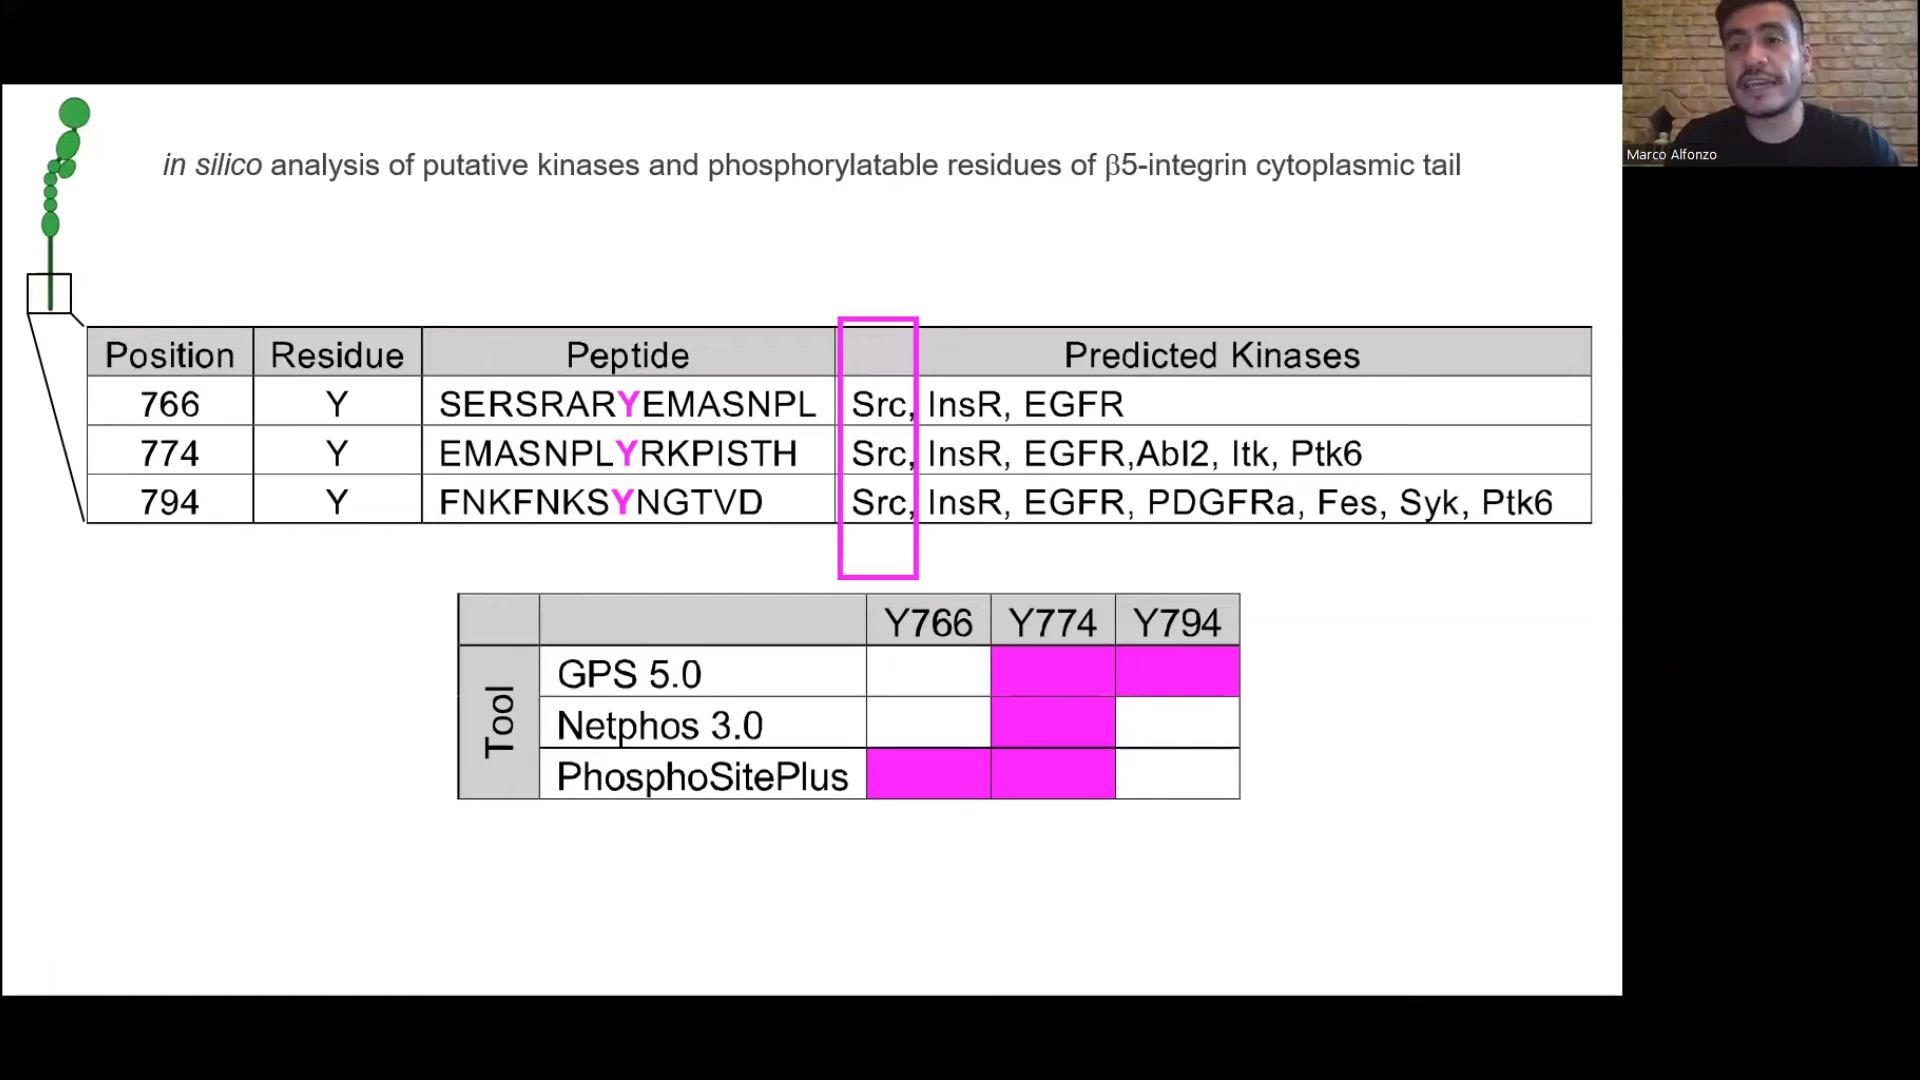 Marco Alfonzo
in silico analysis of putative kinases and phosphorylatable residues of β5-integrin cytoplasmic tail
Position Residue Peptide Predicted Kinases
766 Y SERSRARYEMASNPL Src, InsR, EGFR
774 Y EMASNPLYRKPISTH Src, InsR, EGFR,Abl2, Itk, Ptk6
794 Y FNKFNKSYNGTVD Src, InsR, EGFR, PDGFRa, Fes, Syk, Ptk6
Y766 Y774 Y794
Tool
GPS 5.0
Netphos 3.0
PhosphoSitePlus